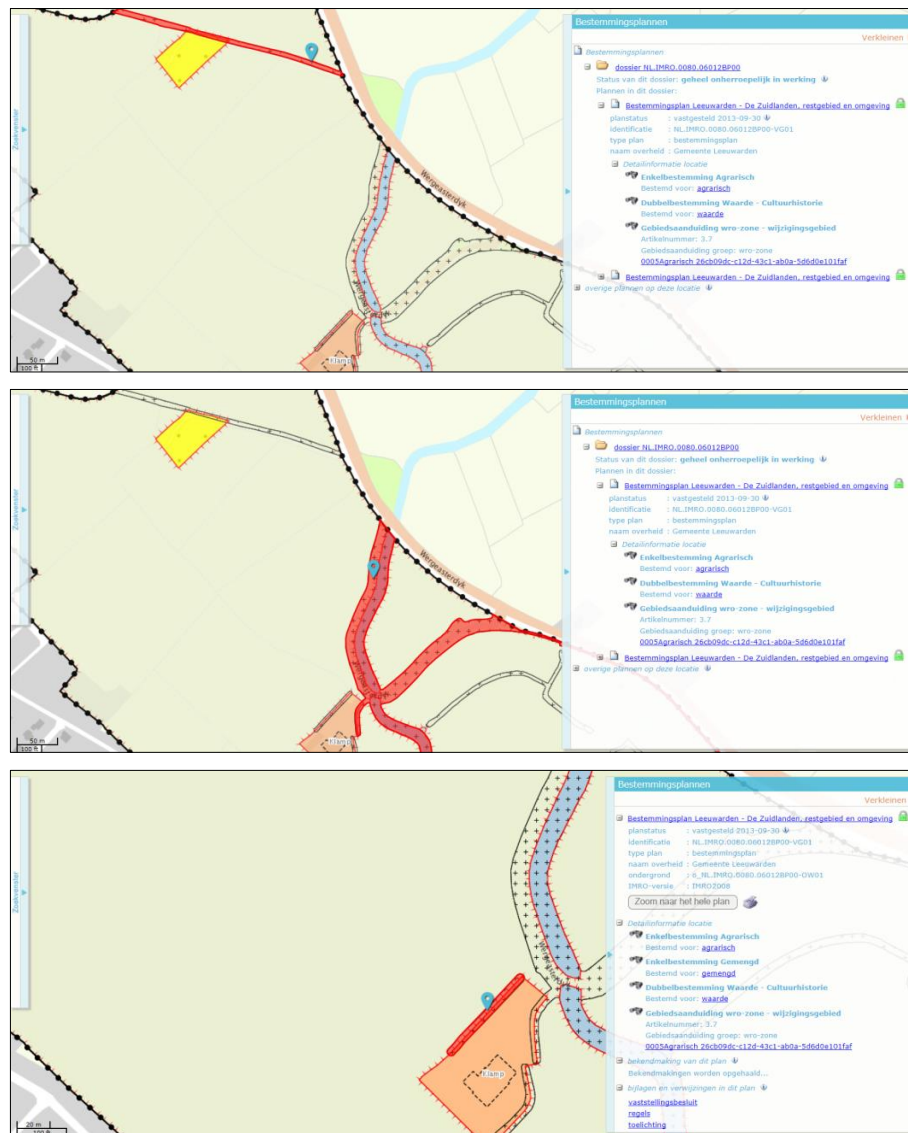 Zoekvenster
Wergeasterdyk
Wergeasterdyk
Klamp
50 m
100 ft
Bestemmingsplannen
Verkleinen
Bestemmingsplannen
dossier NL.IMRO.0080.06012BP00
Status van dit dossier: geheel onherroepelijk in werking
Plannen in dit dossier:
Bestemmingsplan Leeuwarden - De Zuidlanden, restgebied en omgeving
planstatus : vastgesteld 2013-09-30
identificatie : NL.IMRO.0080.06012BP00-VG01
type plan : bestemmingsplan
naam overheid : Gemeente Leeuwarden
Detailinformatie locatie
Enkelbestemming Agrarisch
Bestemd voor: agrarisch
Dubbelbestemming Waarde - Cultuurhistorie
Bestemd voor: waarde
Gebiedsaanduiding wro-zone - wijzigingsgebied
Artikelnummer: 3.7
Gebiedsaanduiding groep: wro-zone
0005Agrarisch 26cb09dc-c12d-43c1-ab0a-5d6d0e101faf
Bestemmingsplan Leeuwarden - De Zuidlanden, restgebied en omgeving
overige plannen op deze locatie
Zoekvenster
Wergeasterdyk
Klamp
50 m
100 ft
Bestemmingsplannen
Verkleinen
Bestemmingsplannen
dossier NL.IMRO.0080.06012BP00
Status van dit dossier: geheel onherroepelijk in werking
Plannen in dit dossier:
Bestemmingsplan Leeuwarden - De Zuidlanden, restgebied en omgeving
planstatus : vastgesteld 2013-09-30
identificatie : NL.IMRO.0080.06012BP00-VG01
type plan : bestemmingsplan
naam overheid : Gemeente Leeuwarden
Detailinformatie locatie
Enkelbestemming Agrarisch
Bestemd voor: agrarisch
Dubbelbestemming Waarde - Cultuurhistorie
Bestemd voor: waarde
Gebiedsaanduiding wro-zone - wijzigingsgebied
Artikelnummer: 3.7
Gebiedsaanduiding groep: wro-zone
0005Agrarisch 26cb09dc-c12d-43c1-ab0a-5d6d0e101faf
Bestemmingsplan Leeuwarden - De Zuidlanden, restgebied en omgeving
overige plannen op deze locatie
Zoekvenster
Wergeasterdyk
Klamp
20 m
100 ft
Bestemmingsplannen
Verkleinen
Bestemmingsplan Leeuwarden - De Zuidlanden, restgebied en omgeving
planstatus : vastgesteld 2013-09-30
identificatie : NL.IMRO.0080.06012BP00-VG01
type plan : bestemmingsplan
naam overheid : Gemeente Leeuwarden
ondergrond : o_NL.IMRO.0080.06012BP00-OW01
IMRO-versie : IMRO2008
Zoom naar het hele plan
Detailinformatie locatie
Enkelbestemming Agrarisch
Bestemd voor: agrarisch
Enkelbestemming Gemengd
Bestemd voor: gemengd
Dubbelbestemming Waarde - Cultuurhistorie
Bestemd voor: waarde
Gebiedsaanduiding wro-zone - wijzigingsgebied
Artikelnummer: 3.7
Gebiedsaanduiding groep: wro-zone
0005Agrarisch 26cb09dc-c12d-43c1-ab0a-5d6d0e101faf
bekendmaking van dit plan
Bekendmakingen worden opgehaald...
bijlagen en verwijzingen in dit plan
vaststellingsbesluit
regels
toelichting